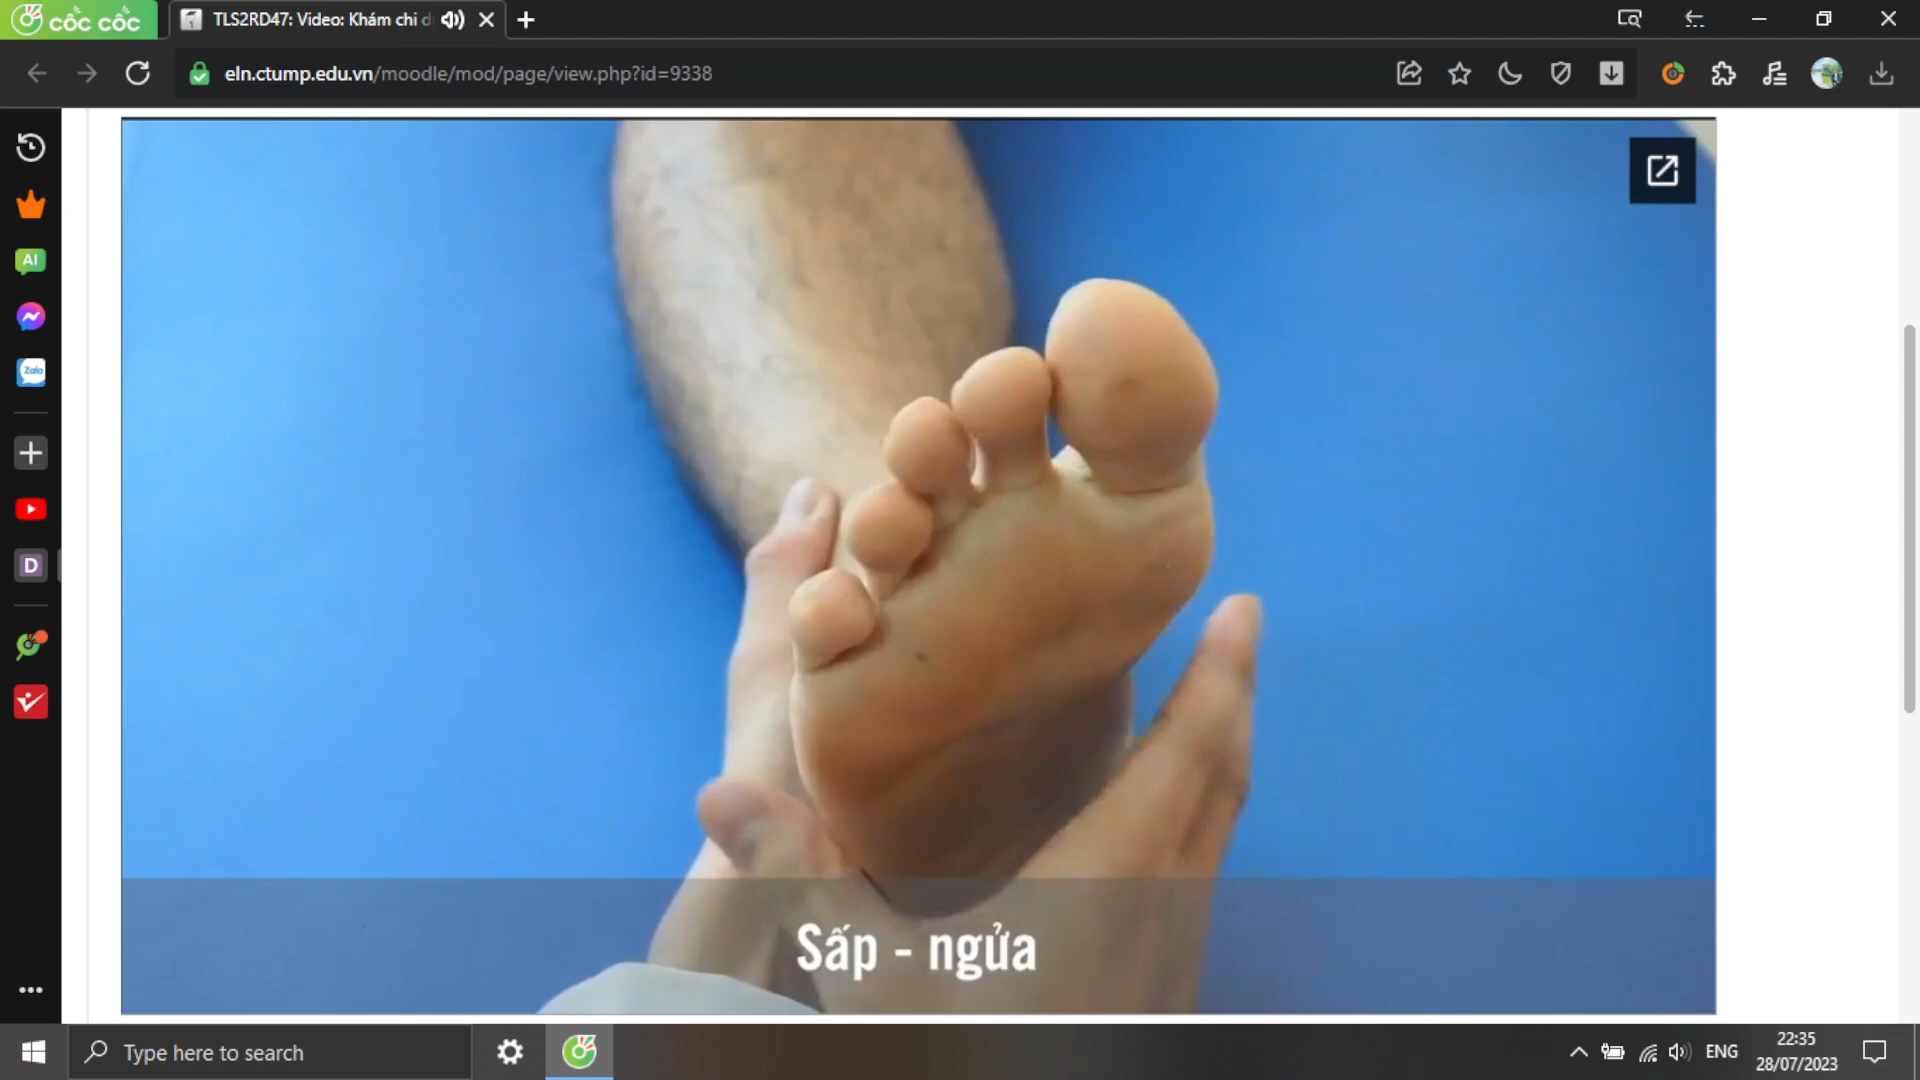 cốc cốc
TLS2RD47: Video: Khám chi d
eln.ctump.edu.vn/moodle/mod/page/view.php?id=9338
AI
Zalo
D
Sấp - ngửa
Type here to search
ENG
22:35
28/07/2023